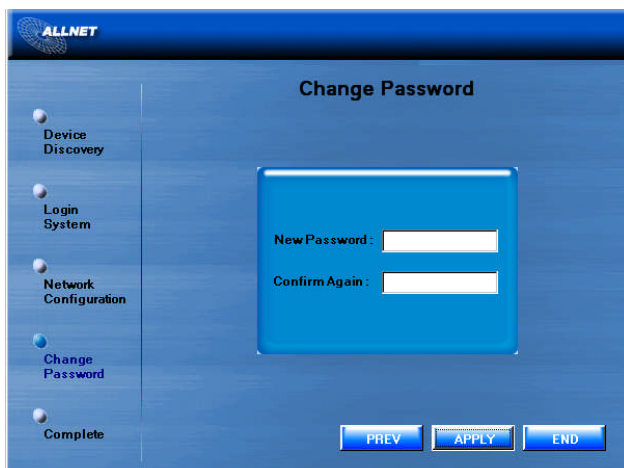 ALLNET
Change Password
Device
Discovery
Login
System
Network
Configuration
Change
Password
Complete
New Password :
Confirm Again :
PREV
APPLY
END